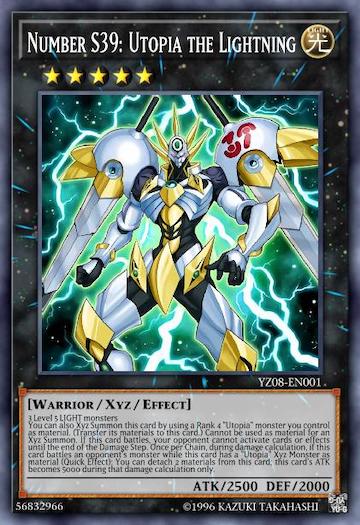 NUMBER S39: UTOPIA THE LIGHTNING
LIGHT
光
39
YZ08-EN001
[WARRIOR / XYZ / EFFECT]
3 Level 5 LIGHT monsters
You can also Xyz Summon this card by using a Rank 4 "Utopia" monster you control
as material. (Transfer its materials to this card.) Cannot be used as material for an
Xyz Summon. If this card battles, your opponent cannot activate cards or effects
until the end of the Damage Step. Once per Chain, during damage calculation, if this
card battles an opponent's monster while this card has a "Utopia" Xyz Monster as
material (Quick Effect): You can detach 2 materials from this card; this card's ATK
becomes 5000 during that damage calculation only.
ATK/2500 DEF/2000
56832966
©1996 KAZUKI TAKAHASHI